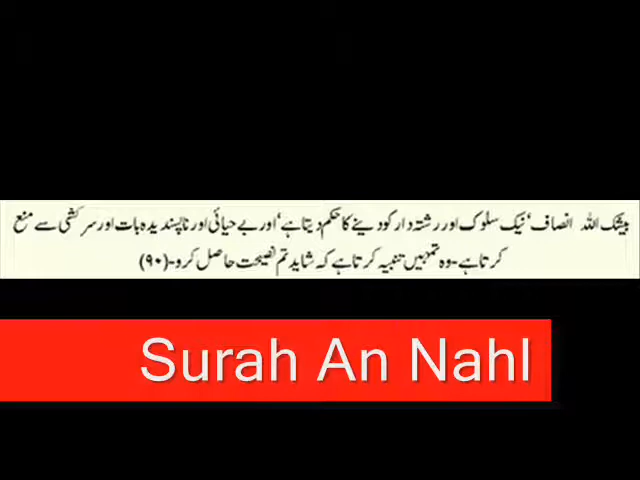 بیشک اللہ انصاف‘ نیک سلوک اور رشتہ دار کو دینے کا حکم دیتا ہے‘ اور بے حیائی اور ناپسندیدہ بات اور سرکشی سے منع
کرتا ہے- وہ تمہیں تنبیہ کرتا ہے کہ شاید تم نصیحت حاصل کرو- (۹۰)
Surah An Nahl